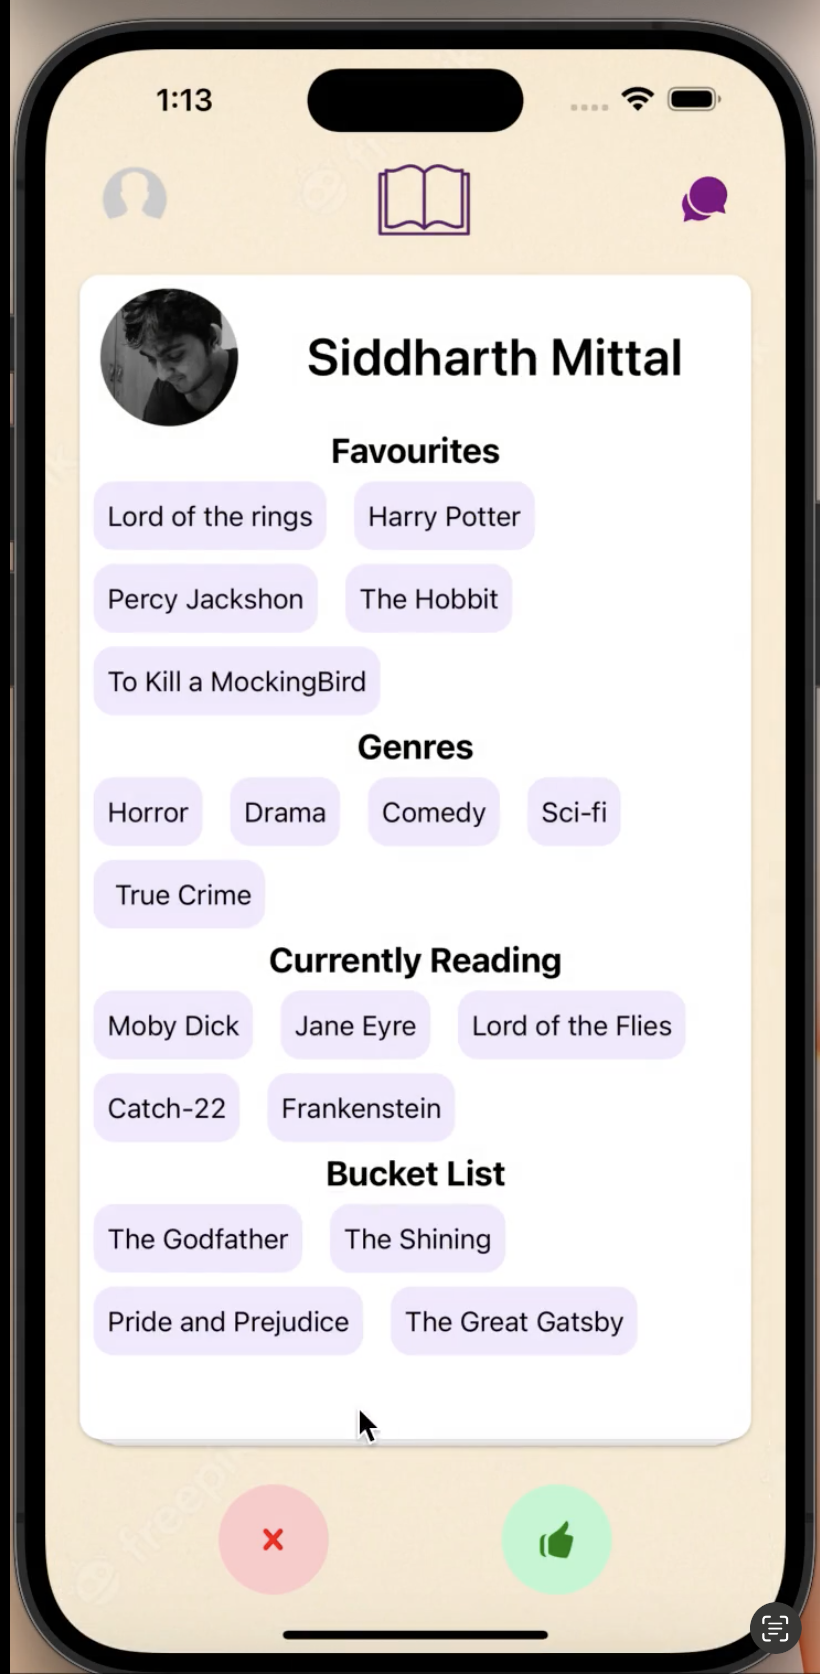 1:13
Siddharth Mittal
Favourites
Lord of the rings Harry Potter
Percy Jackshon The Hobbit
To Kill a MockingBird
Genres
Horror Drama Comedy Sci-fi
True Crime
Currently Reading
Moby Dick Jane Eyre Lord of the Flies
Catch-22 Frankenstein
Bucket List
The Godfather The Shining
Pride and Prejudice The Great Gatsby
freepik